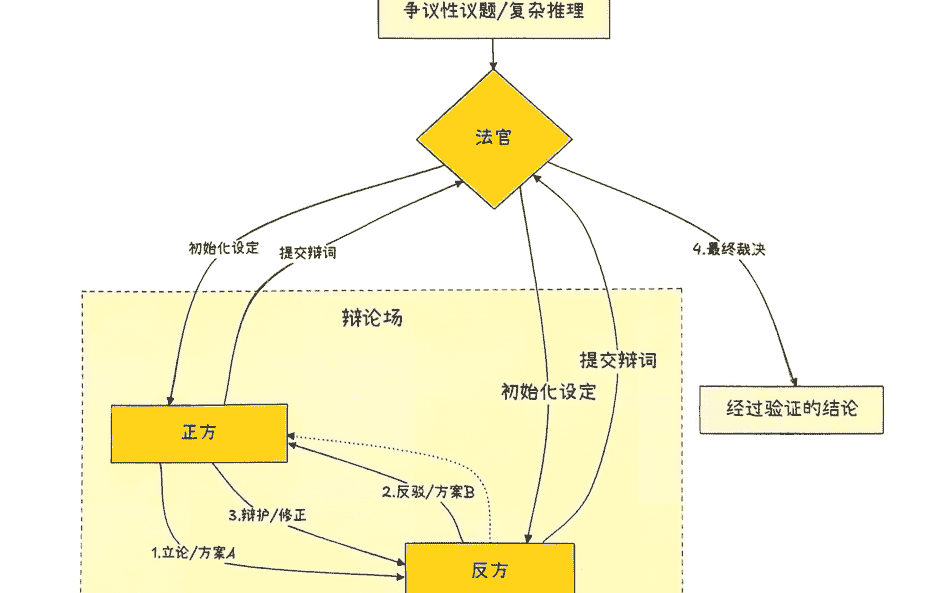 争议性议题/复杂推理
法官
初始化设定
提交辩词
4.最终裁决
辩论场
提交辩词
初始化设定
经过验证的结论
正方
2.反驳/方案B
3.辩护/修正
1.立论/方案A
反方